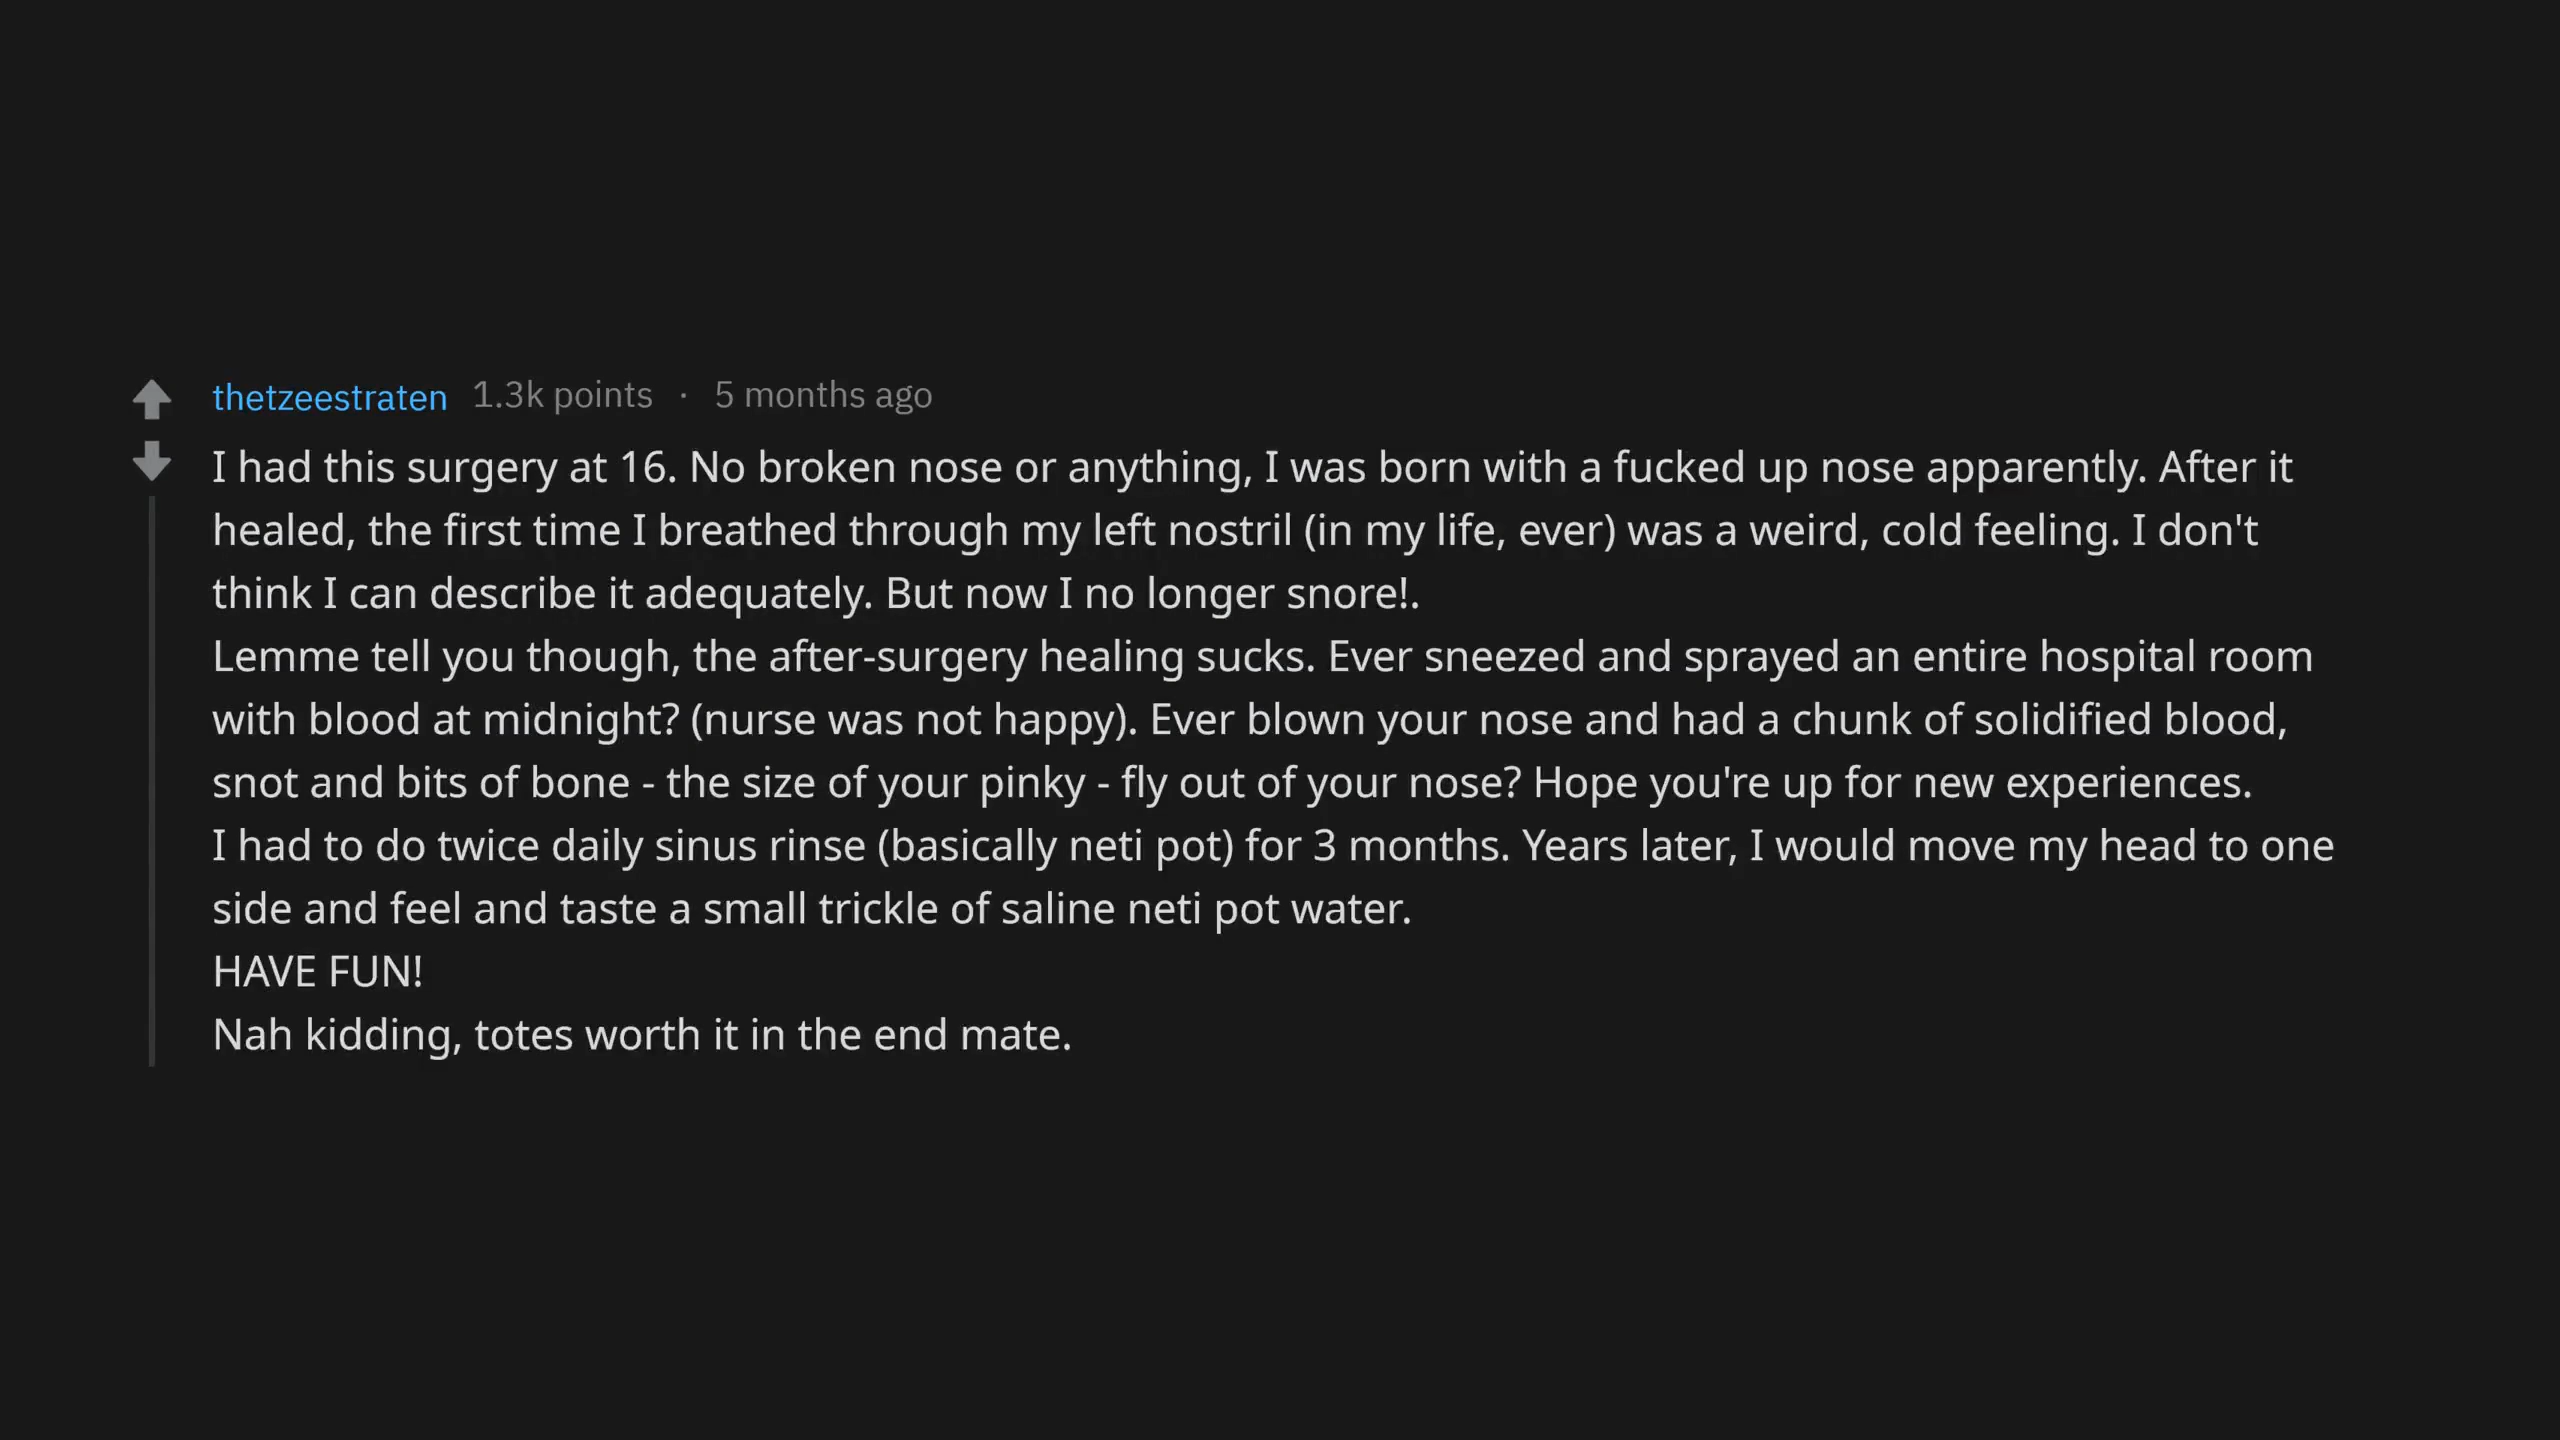 thetzeestraten 1.3k points · 5 months ago
I had this surgery at 16. No broken nose or anything, I was born with a fucked up nose apparently. After it
healed, the first time I breathed through my left nostril (in my life, ever) was a weird, cold feeling. I don't
think I can describe it adequately. But now I no longer snore!.
Lemme tell you though, the after-surgery healing sucks. Ever sneezed and sprayed an entire hospital room
with blood at midnight? (nurse was not happy). Ever blown your nose and had a chunk of solidified blood,
snot and bits of bone - the size of your pinky - fly out of your nose? Hope you're up for new experiences.
I had to do twice daily sinus rinse (basically neti pot) for 3 months. Years later, I would move my head to one
side and feel and taste a small trickle of saline neti pot water.
HAVE FUN!
Nah kidding, totes worth it in the end mate.